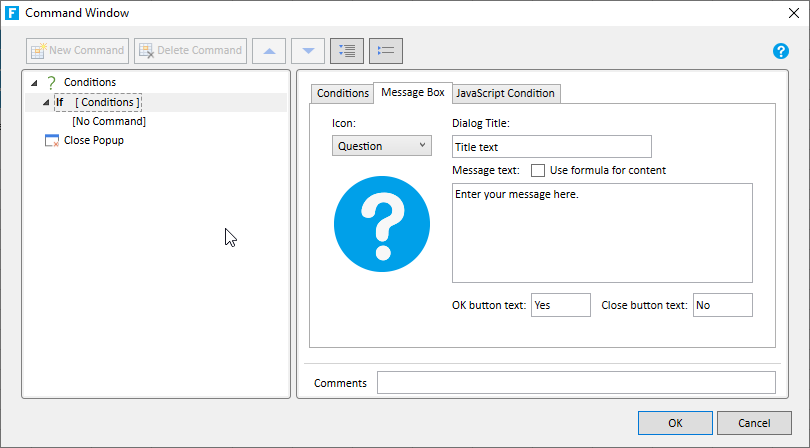 F Command Window
New Command Delete Command
?
? Conditions
If [ Conditions ]
[No Command]
Close Popup
Conditions Message Box JavaScript Condition
Icon: Dialog Title:
Question Title text
Message text: Use formula for content
Enter your message here.
?
OK button text: Yes Close button text: No
Comments
OK Cancel